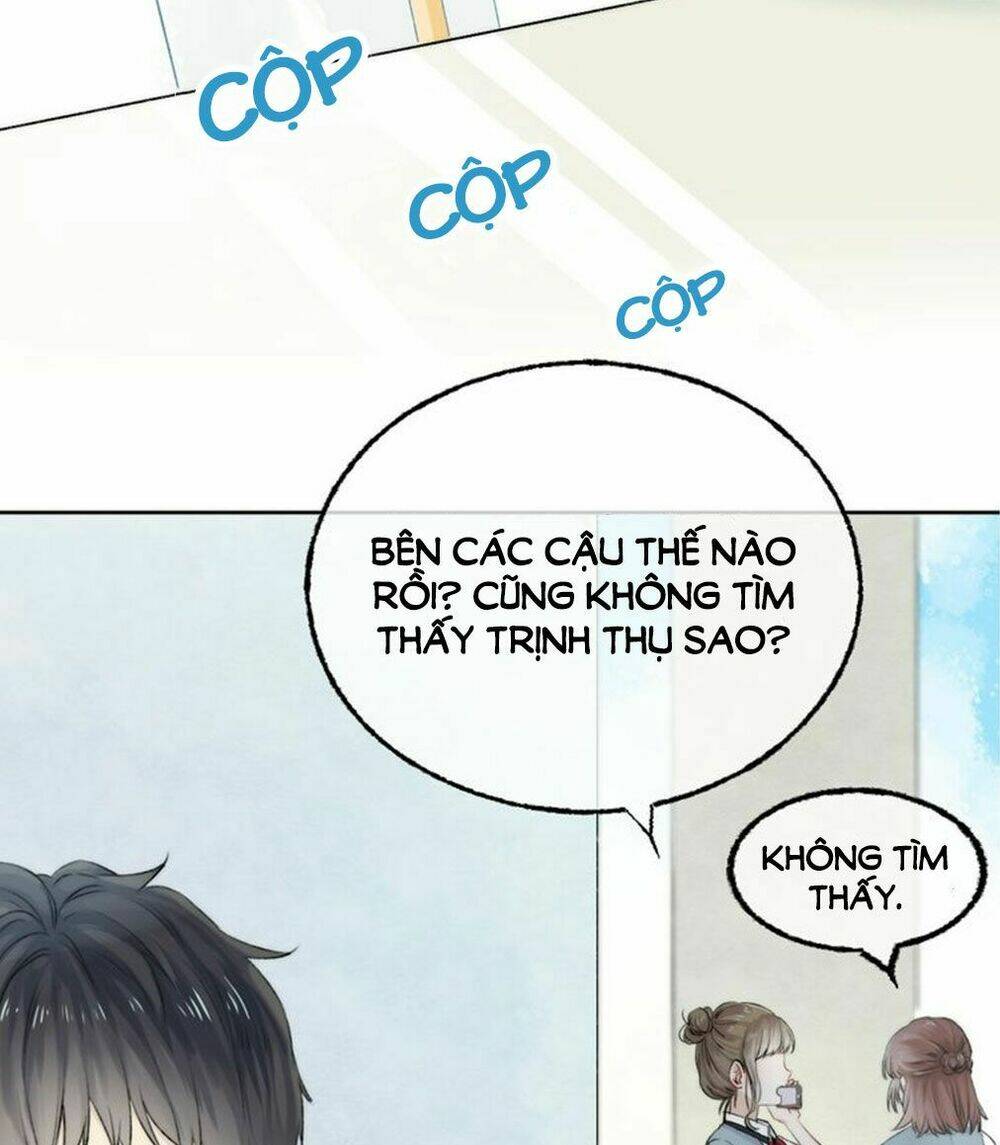 CỘP
CỘP
CỘP
BÊN CÁC CẬU THẾ NÀO
RỒI? CŨNG KHÔNG TÌM
THẤY TRỊNH THỤ SAO?
KHÔNG TÌM
THẤY.